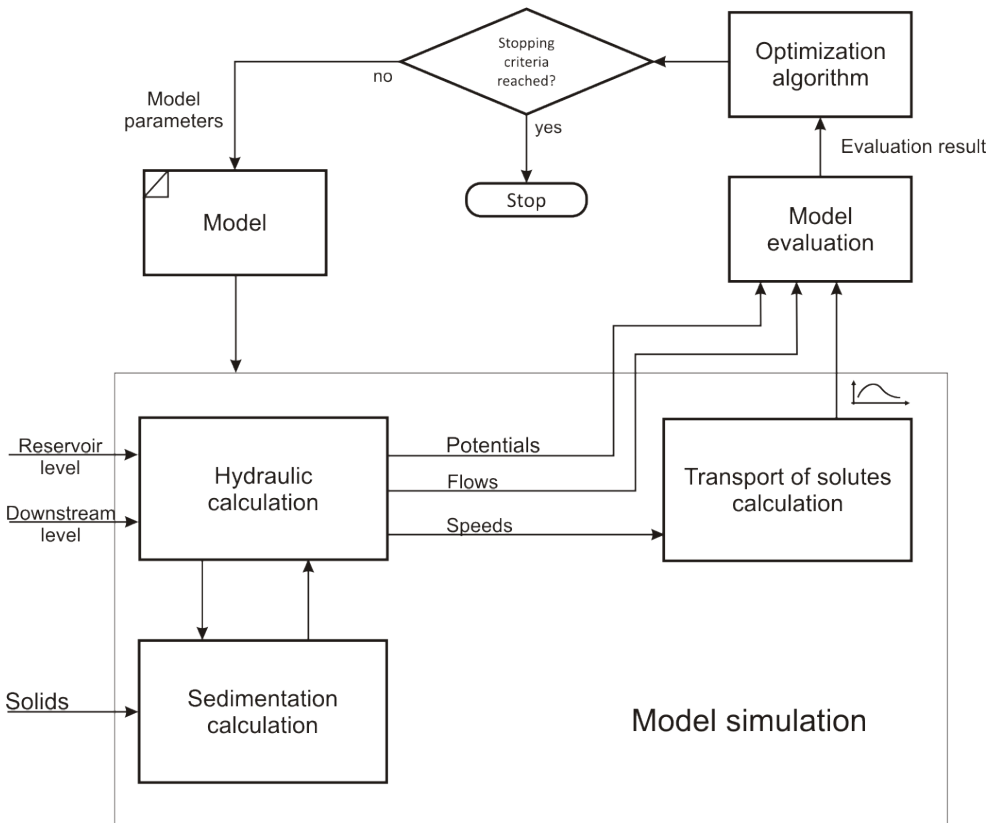 Stopping
criteria
reached?
Optimization
algorithm
no
Model
parameters
yes
Evaluation result
Stop
Model
Model
evaluation
Reservoir
level
Potentials
Hydraulic
calculation
Flows
Transport of solutes
calculation
Downstream
level
Speeds
Solids
Sedimentation
calculation
Model simulation